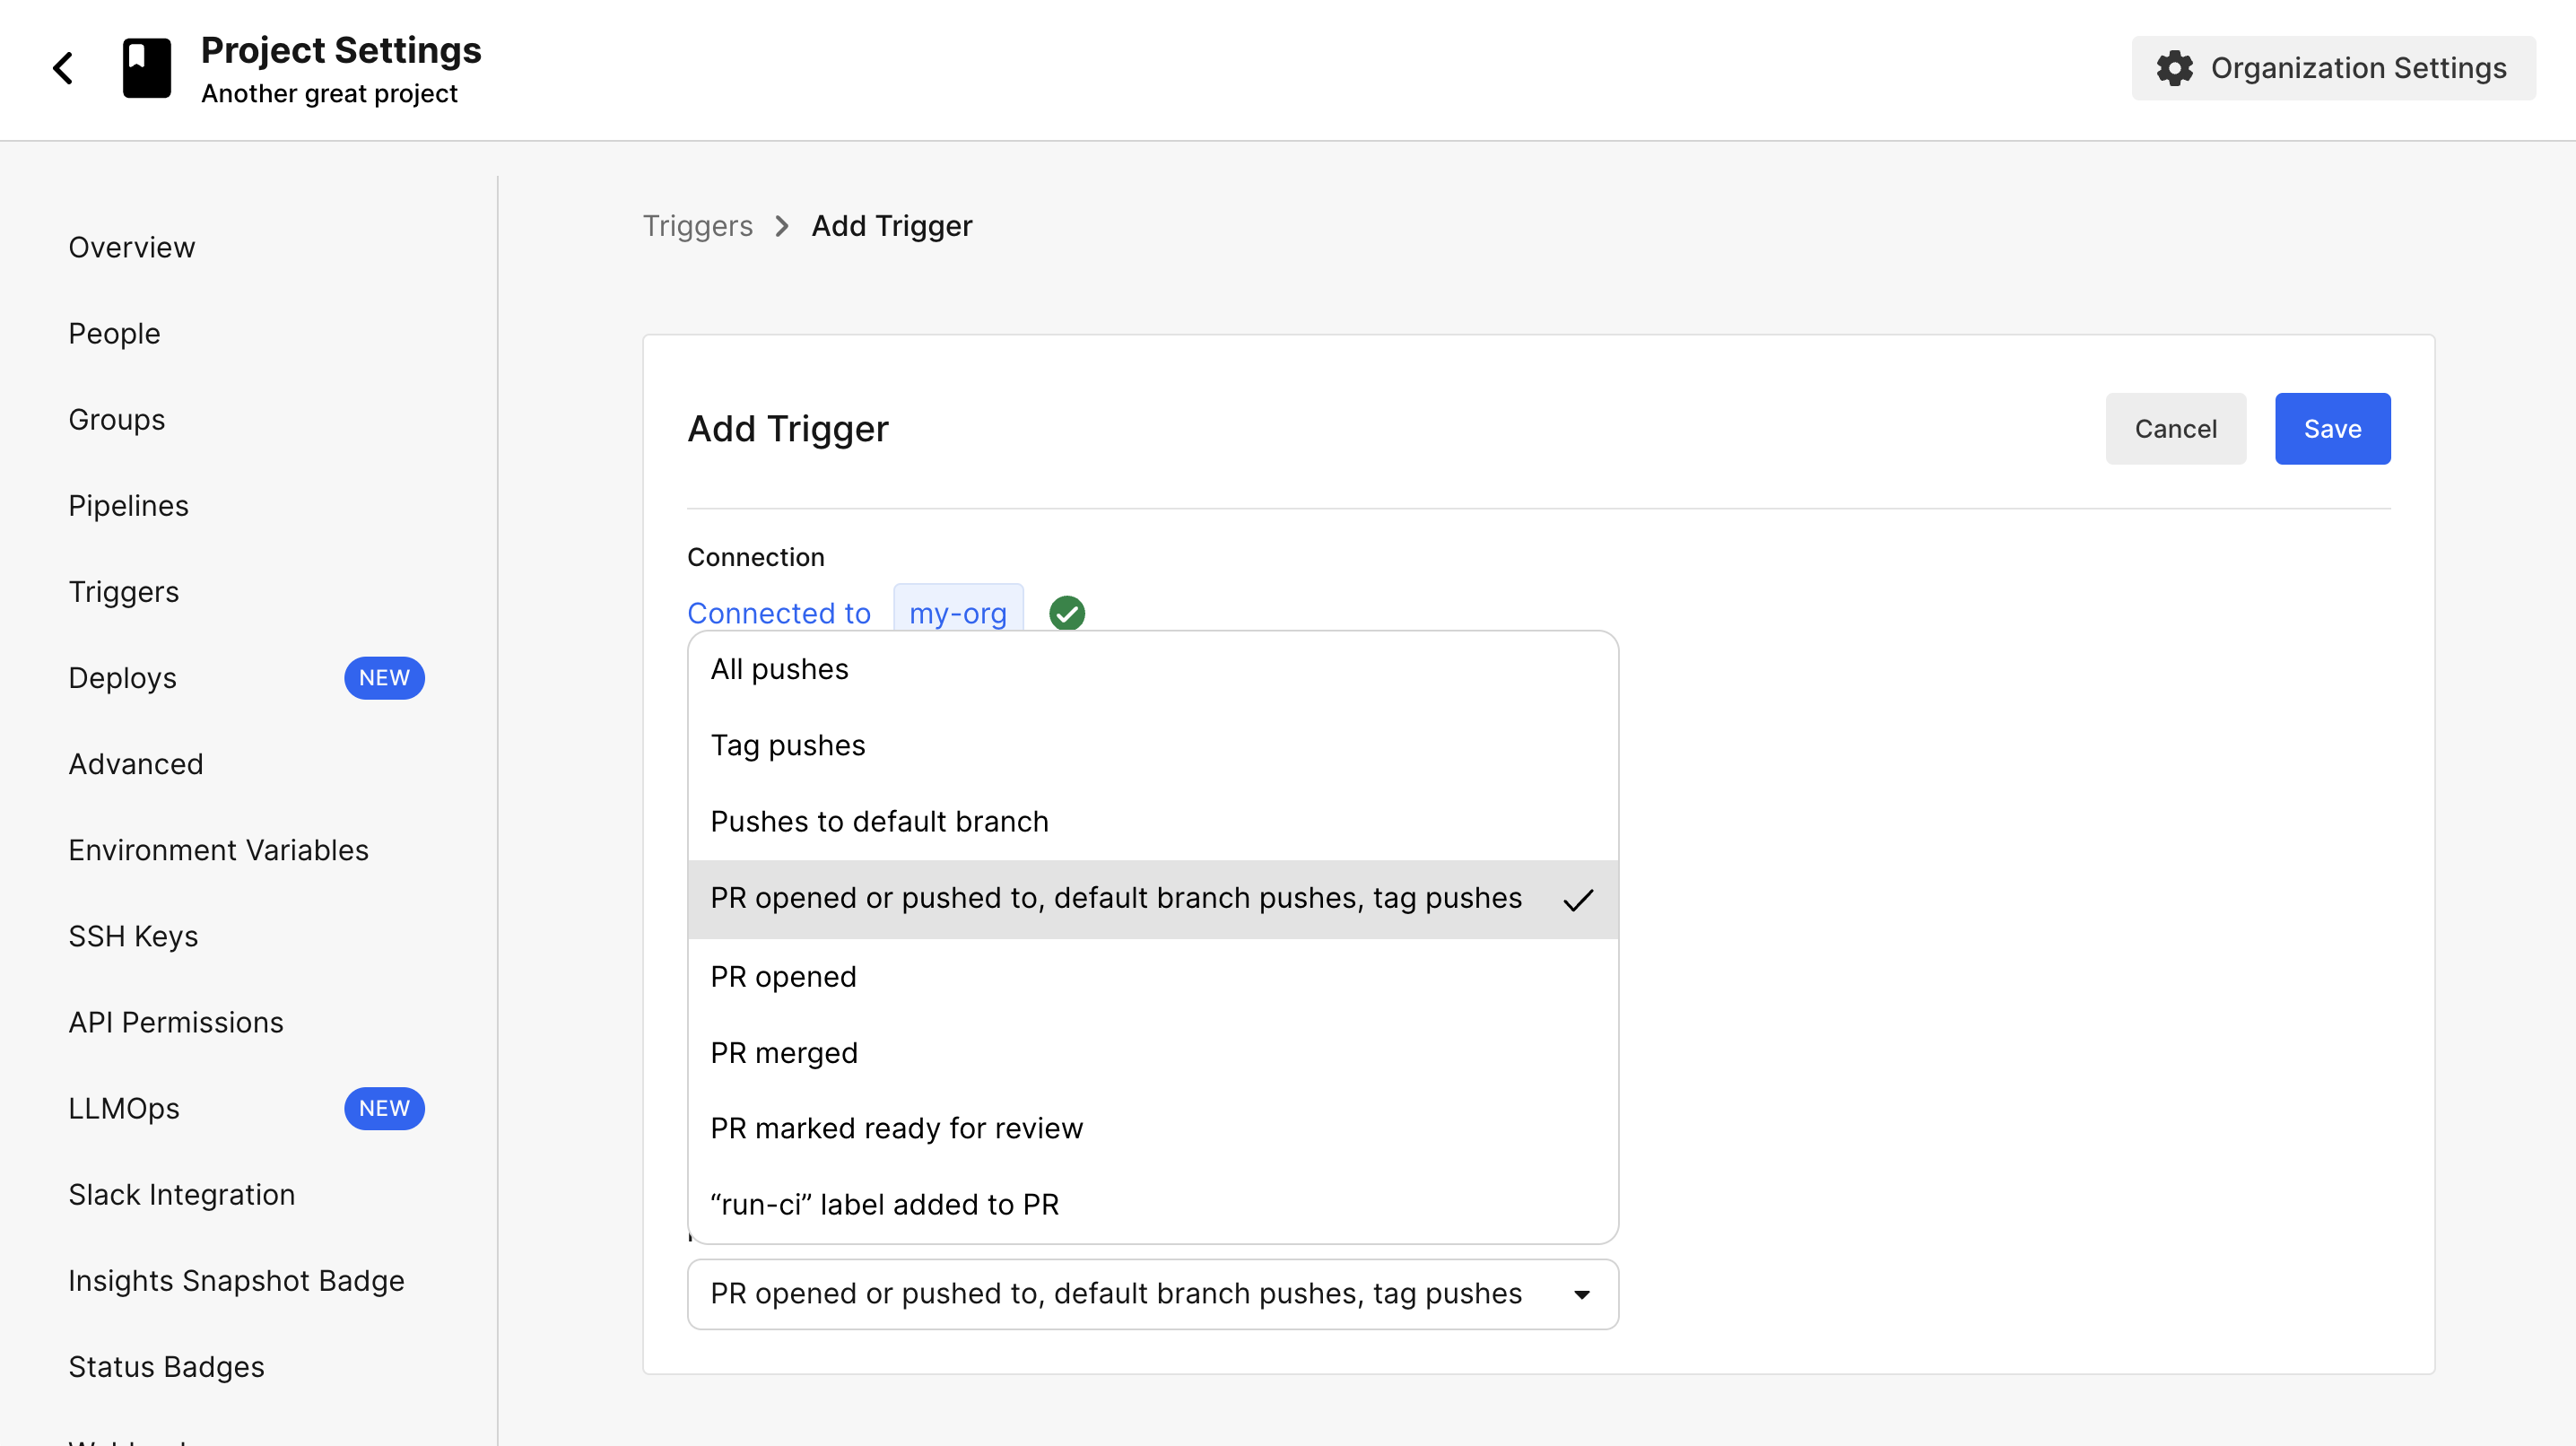 Project Settings
Another great project
Organization Settings
Overview
People
Groups
Pipelines
Triggers
Deploys NEW
Advanced
Environment Variables
SSH Keys
API Permissions
LLMOps NEW
Slack Integration
Insights Snapshot Badge
Status Badges
Triggers > Add Trigger
Add Trigger
Cancel
Save
Connection
Connected to my-org
All pushes
Tag pushes
Pushes to default branch
PR opened or pushed to, default branch pushes, tag pushes
PR opened
PR merged
PR marked ready for review
“run-ci” label added to PR
PR opened or pushed to, default branch pushes, tag pushes